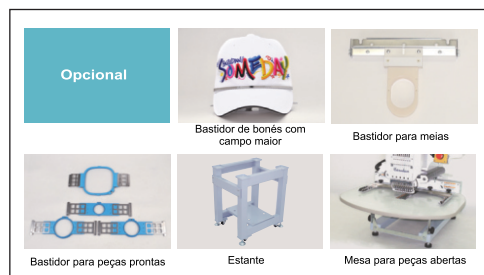 Opcional
SOMEDAY
Bastidor de bonés com
campo maior
Bastidor para meias
Bastidor para peças prontas
Estante
Mesa para peças abertas